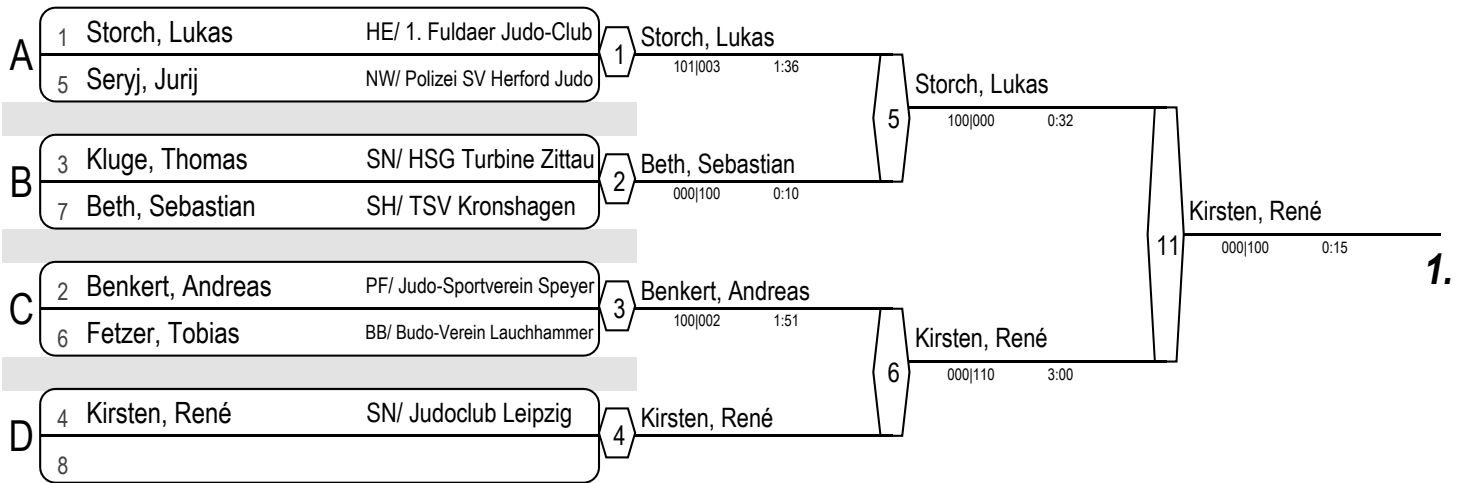 A
1 Storch, Lukas HE/ 1. Fuldaer Judo-Club
5 Seryj, Jurij NW/ Polizei SV Herford Judo
1
Storch, Lukas
101|003 1:36
B
3 Kluge, Thomas SN/ HSG Turbine Zittau
7 Beth, Sebastian SH/ TSV Kronshagen
2
Beth, Sebastian
000|100 0:10
5
Storch, Lukas
100|000 0:32
C
2 Benkert, Andreas PF/ Judo-Sportverein Speyer
6 Fetzer, Tobias BB/ Budo-Verein Lauchhammer
3
Benkert, Andreas
100|002 1:51
D
4 Kirsten, René SN/ Judoclub Leipzig
8
4
Kirsten, René
6
Kirsten, René
000|110 3:00
11
Kirsten, René
000|100 0:15
1.